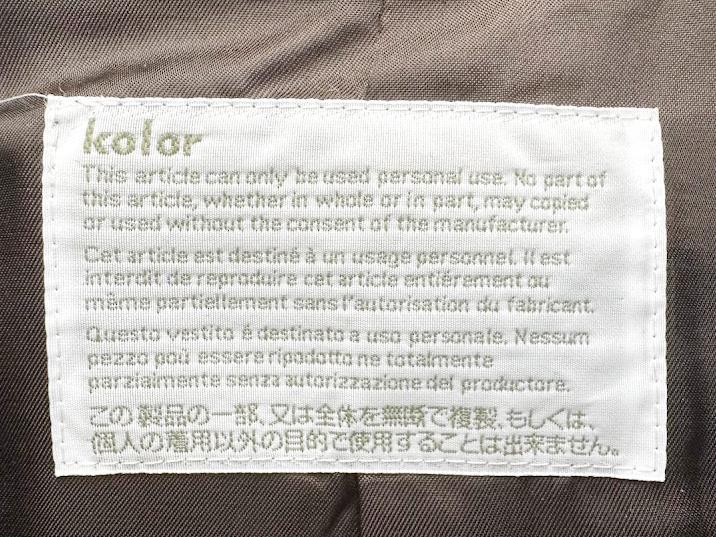 kolor
This article can only be used personal use. No part of
this article, whether in whole or in part, may copied
or used without the consent of the manufacturer.
Cet article est destiné à un usage personnel. Il est
interdit de reproduire cet article entiérement ou
même partiellement sans l'autorisation du fabricant.
Questo vestito é destinato a uso personale. Nessum
pezzo poú essere ripodotto ne totalmente
parzialmente senza autorizzazione del productore.
この製品の一部、又は全体を無断で複製、もしくは、
個人の着用以外の目的で使用することは出来ません。